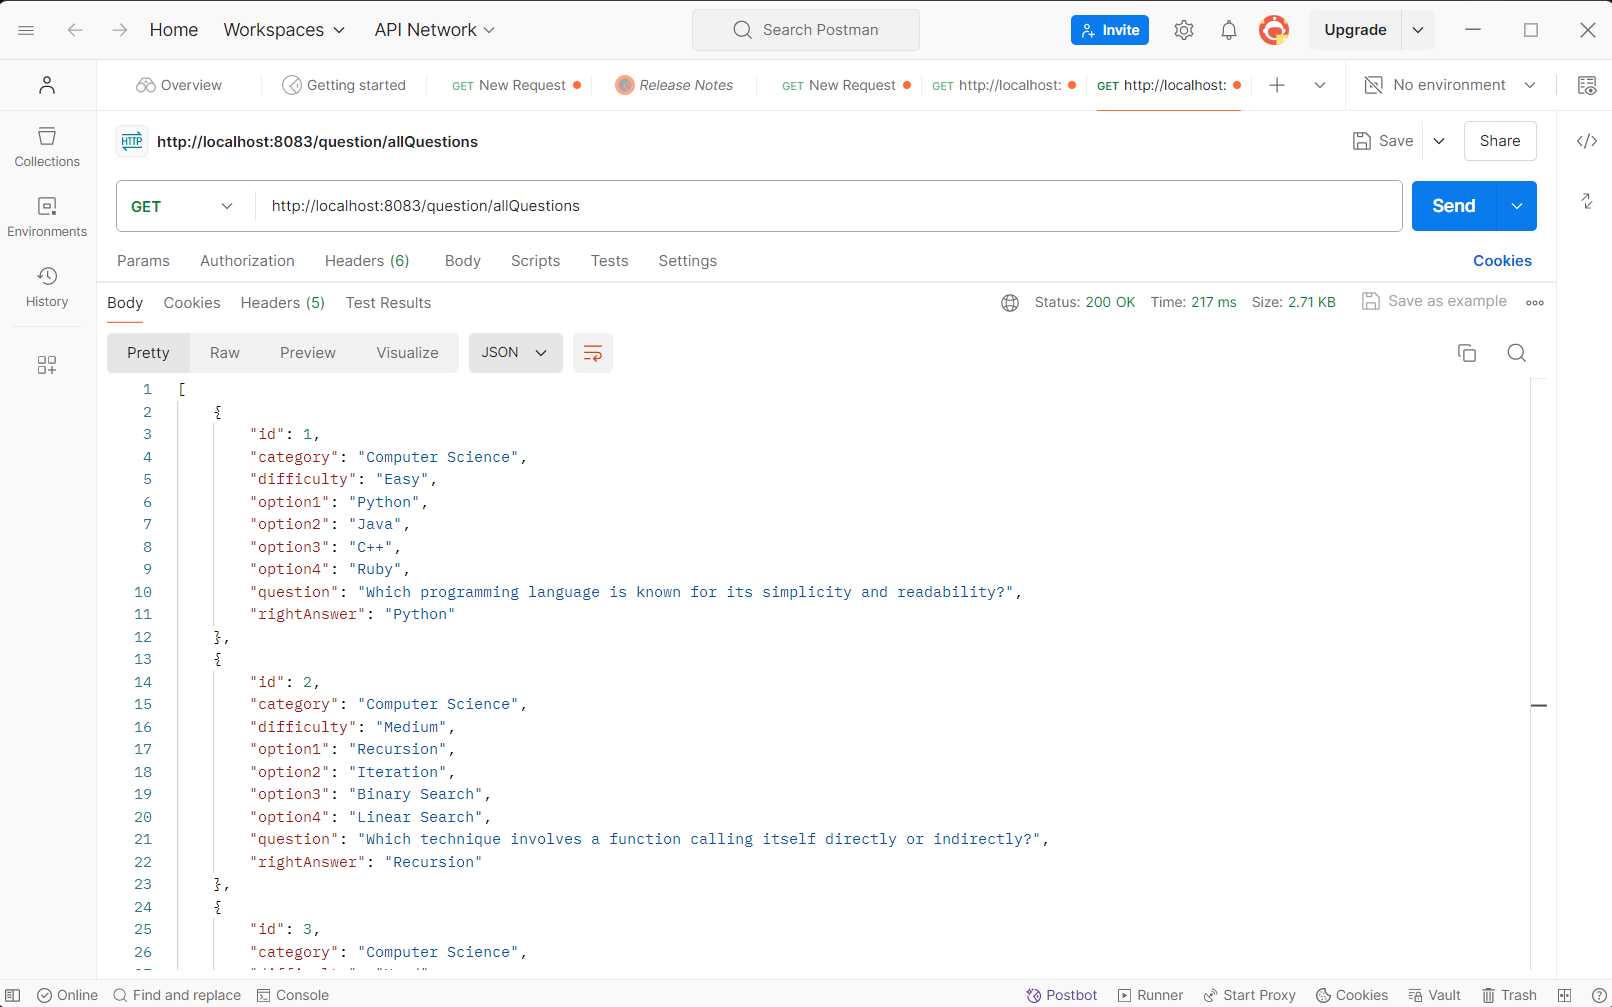 Home Workspaces API Network Search Postman Invite Upgrade
Overview Getting started GET New Request Release Notes GET New Request GET http://localhost: GET http://localhost: No environment
HTTP http://localhost:8083/question/allQuestions Save Share
Collections
GET http://localhost:8083/question/allQuestions Send
Environments
Params Authorization Headers (6) Body Scripts Tests Settings Cookies
History
Body Cookies Headers (5) Test Results Status: 200 OK Time: 217 ms Size: 2.71 KB Save as example
Pretty Raw Preview Visualize JSON
1 [
2 {
3 "id": 1,
4 "category": "Computer Science",
5 "difficulty": "Easy",
6 "option1": "Python",
7 "option2": "Java",
8 "option3": "C++",
9 "option4": "Ruby",
10 "question": "Which programming language is known for its simplicity and readability?",
11 "rightAnswer": "Python"
12 },
13 {
14 "id": 2,
15 "category": "Computer Science",
16 "difficulty": "Medium",
17 "option1": "Recursion",
18 "option2": "Iteration",
19 "option3": "Binary Search",
20 "option4": "Linear Search",
21 "question": "Which technique involves a function calling itself directly or indirectly?",
22 "rightAnswer": "Recursion"
23 },
24 {
25 "id": 3,
26 "category": "Computer Science",
Online Find and replace Console Postbot Runner Start Proxy Cookies Vault Trash